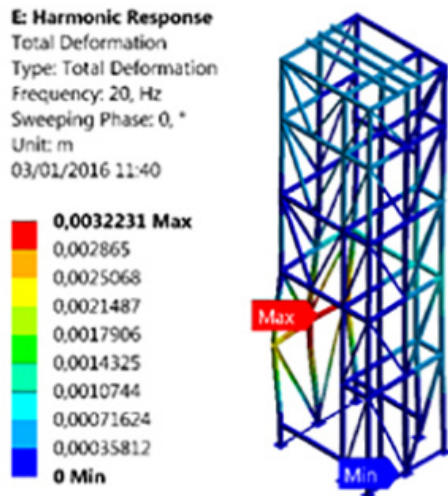 E: Harmonic Response
Total Deformation
Type: Total Deformation
Frequency: 20, Hz
Sweeping Phase: 0, °
Unit: m
03/01/2016 11:40
0,0032231 Max
0,002865
0,0025068
0,0021487
0,0017906
0,0014325
0,0010744
0,00071624
0,00035812
0 Min
Max
Min